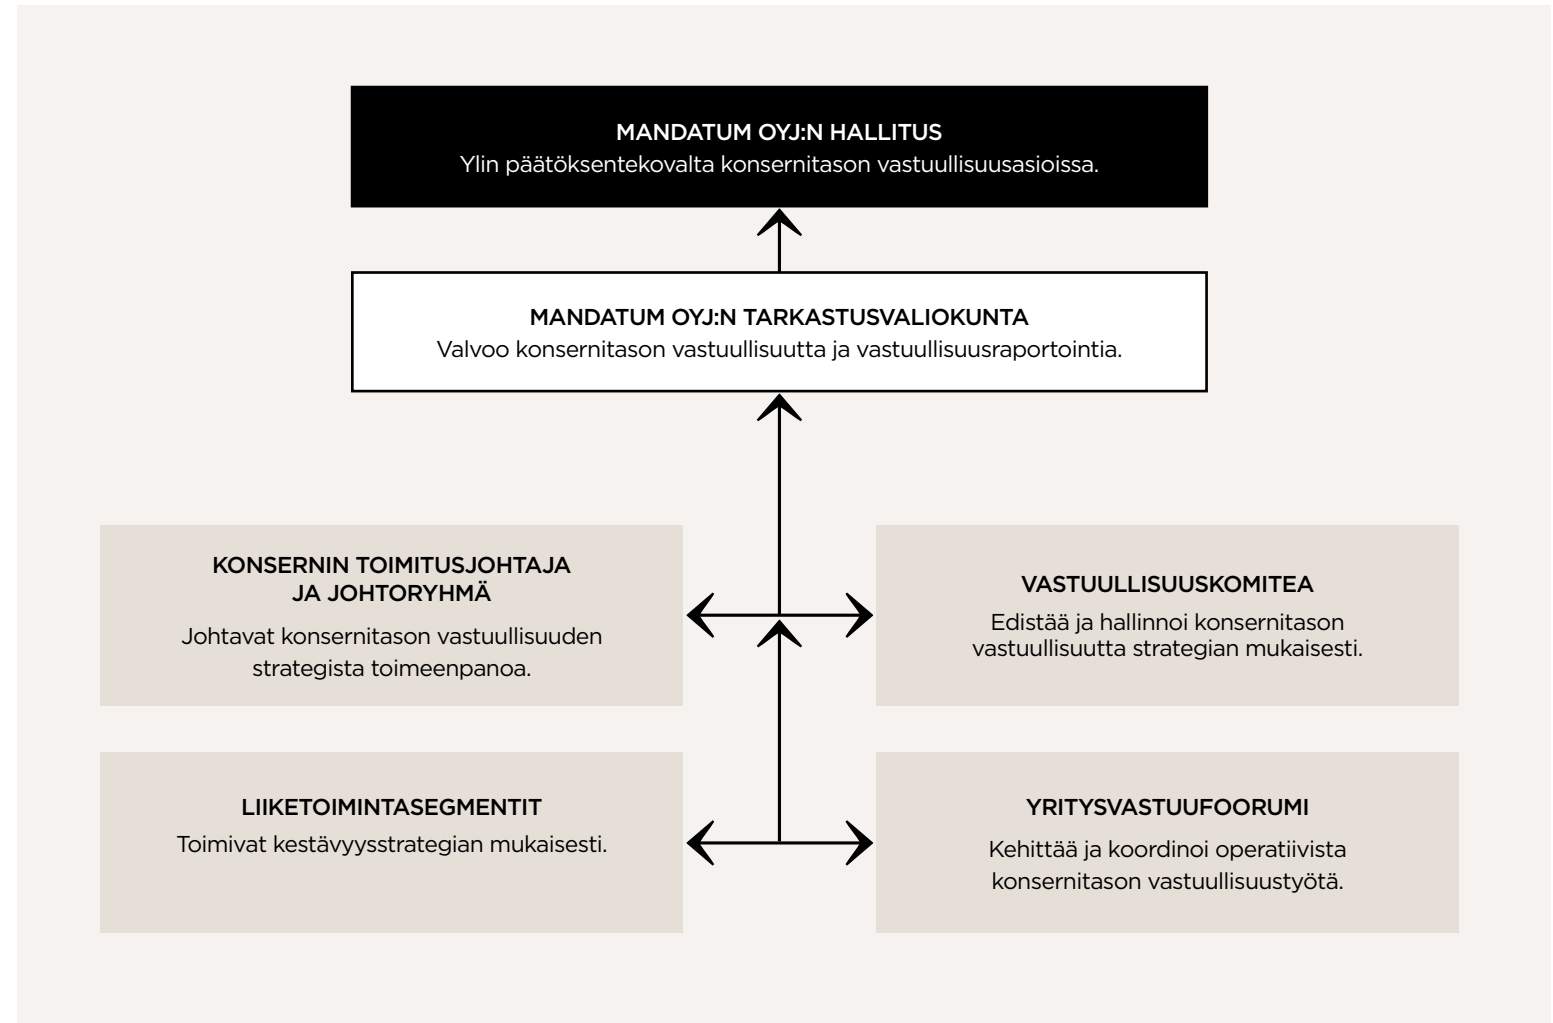 MANDATUM OYJ:N HALLITUS
Ylin päätöksentekovalta konsernitason vastuullisuusasioissa.
MANDATUM OYJ:N TARKASTUSVALIOKUNTA
Valvoo konsernitason vastuullisuutta ja vastuullisuusraportointia.
KONSERNIN TOIMITUSJOHTAJA
JA JOHTORYHMÄ
Johtavat konsernitason vastuullisuuden
strategista toimeenpanoa.
VASTUULLISUUSKOMITEA
Edistää ja hallinnoi konsernitason
vastuullisuutta strategian mukaisesti.
LIIKETOIMINTASEGMENTIT
Toimivat kestävyysstrategian mukaisesti.
YRITYSVASTUUFOORUMI
Kehittää ja koordinoi operatiivista
konsernitason vastuullisuustyötä.